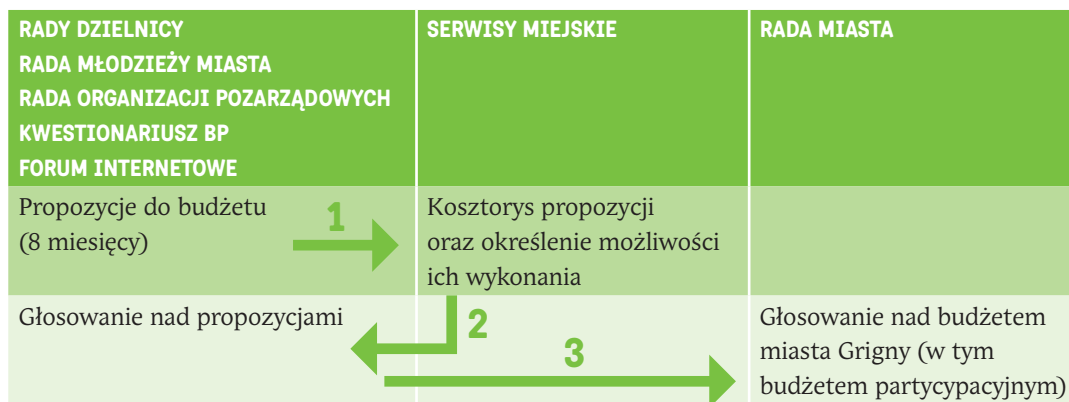 RADY DZIELNICY
RADA MŁODZIEŻY MIASTA
RADA ORGANIZACJI POZARZĄDOWYCH
KWESTIONARIUSZ BP
FORUM INTERNETOWE
SERWISY MIEJSKIE
RADA MIASTA
Propozycje do budżetu
(8 miesięcy)
1
Kosztorys propozycji
oraz określenie możliwości
ich wykonania
Głosowanie nad propozycjami
2
3
Głosowanie nad budżetem
miasta Grigny (w tym
budżetem partycypacyjnym)